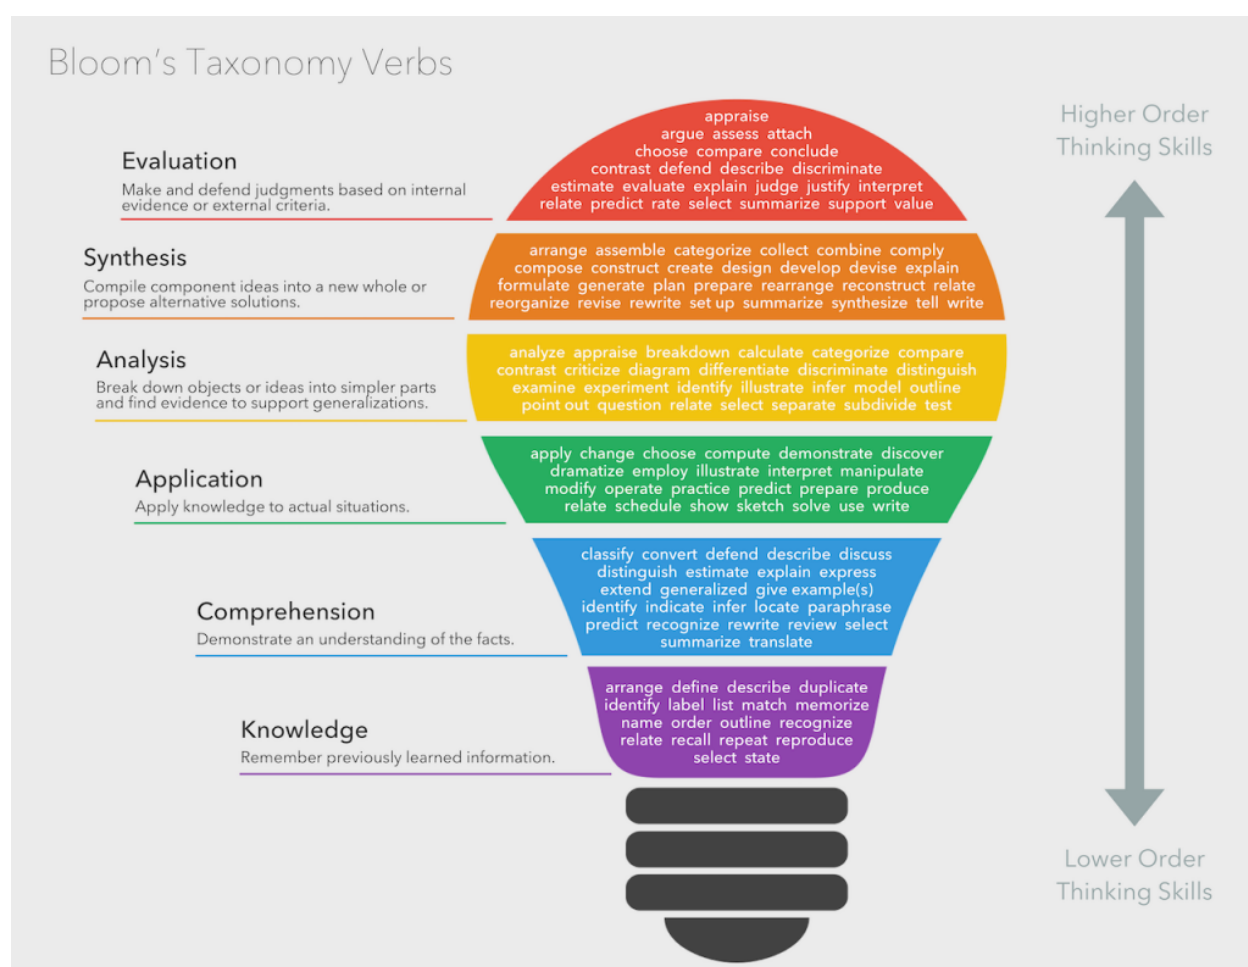 Bloom's Taxonomy Verbs
Higher Order
Thinking Skills
Evaluation
Make and defend judgments based on internal
evidence or external criteria.
appraise
argue assess attach
choose compare conclude
contrast defend describe discriminate
estimate evaluate explain judge justify interpret
relate predict rate select summarize support value
Synthesis
Compile component ideas into a new whole or
propose alternative solutions.
arrange assemble categorize collect combine comply
compose construct create design develop devise explain
formulate generate plan prepare rearrange reconstruct relate
reorganize revise rewrite set up summarize synthesize tell write
Analysis
Break down objects or ideas into simpler parts
and find evidence to support generalizations.
analyze appraise breakdown calculate categorize compare
contrast criticize diagram differentiate discriminate distinguish
examine experiment identify illustrate infer model outline
point out question relate select separate subdivide test
Application
Apply knowledge to actual situations.
apply change choose compute demonstrate discover
dramatize employ illustrate interpret manipulate
modify operate practice predict prepare produce
relate schedule show sketch solve use write
Comprehension
Demonstrate an understanding of the facts.
classify convert defend describe discuss
distinguish estimate explain express
extend generalized give example(s)
identify indicate infer locate paraphrase
predict recognize rewrite review select
summarize translate
Knowledge
Remember previously learned information.
arrange define describe duplicate
identify label list match memorize
name order outline recognize
relate recall repeat reproduce
select state
Lower Order
Thinking Skills